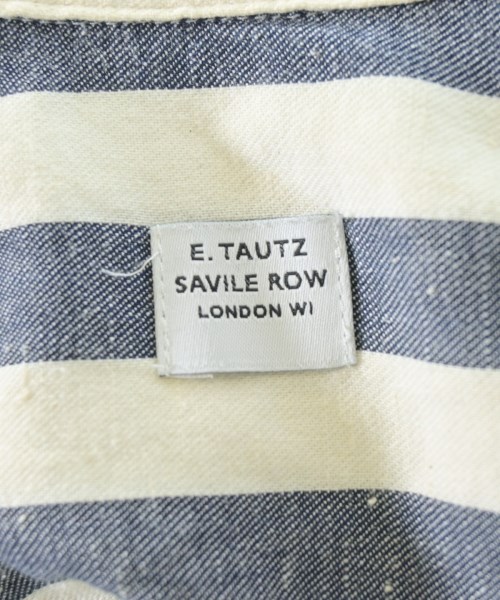 E. TAUTZ
SAVILE ROW
LONDON W1